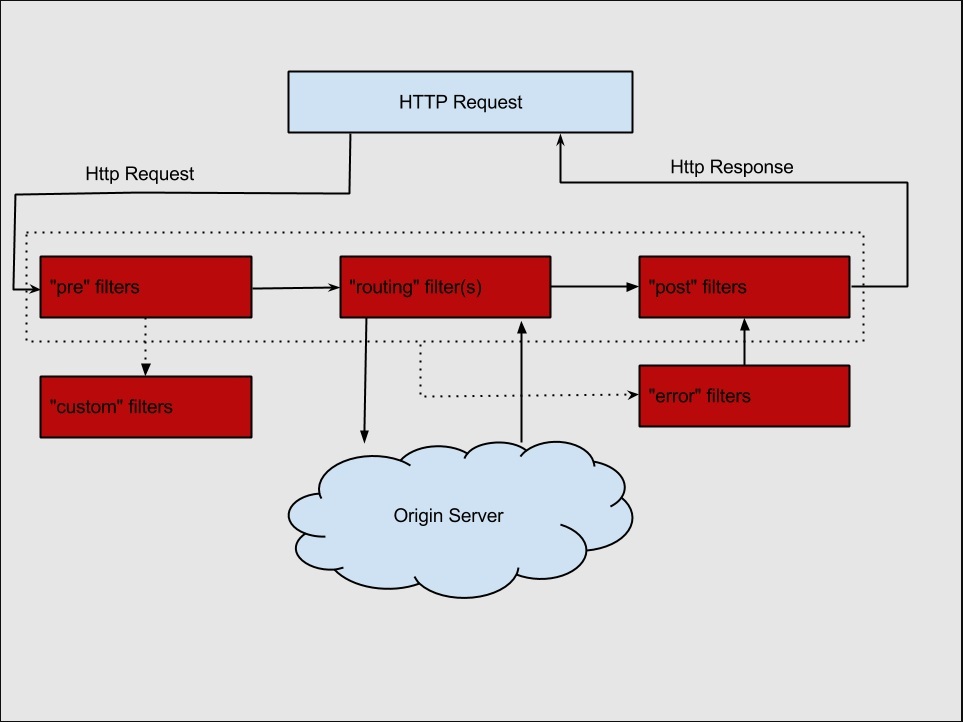 HTTP Request
Http Request
Http Response
"pre" filters
"routing" filter(s)
"post" filters
"custom" filters
"error" filters
Origin Server